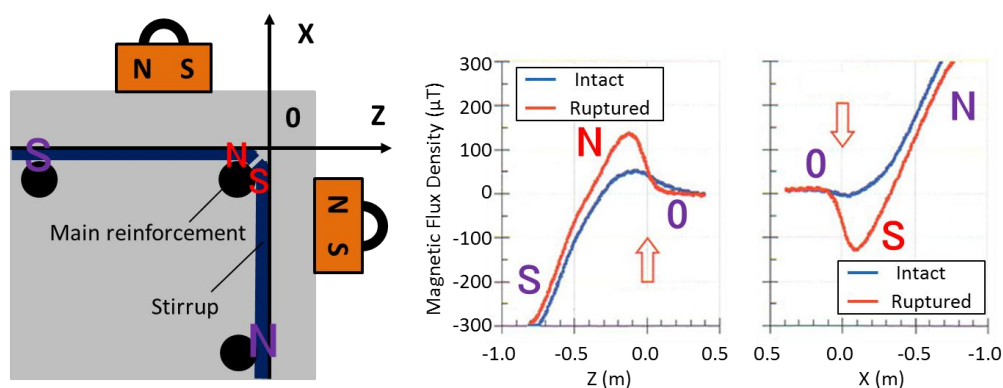 X
N S
0
Z
S
N
S
Main reinforcement
N
S
Stirrup
N
Magnetic Flux Density (μT)
300
200
100
0
-100
-200
-300
Intact
Ruptured
N
0
S
-1.0 -0.5 0.0 0.4
Z (m)
N
0
S
Intact
Ruptured
0.5 0.0 -0.5 -1.0
X (m)